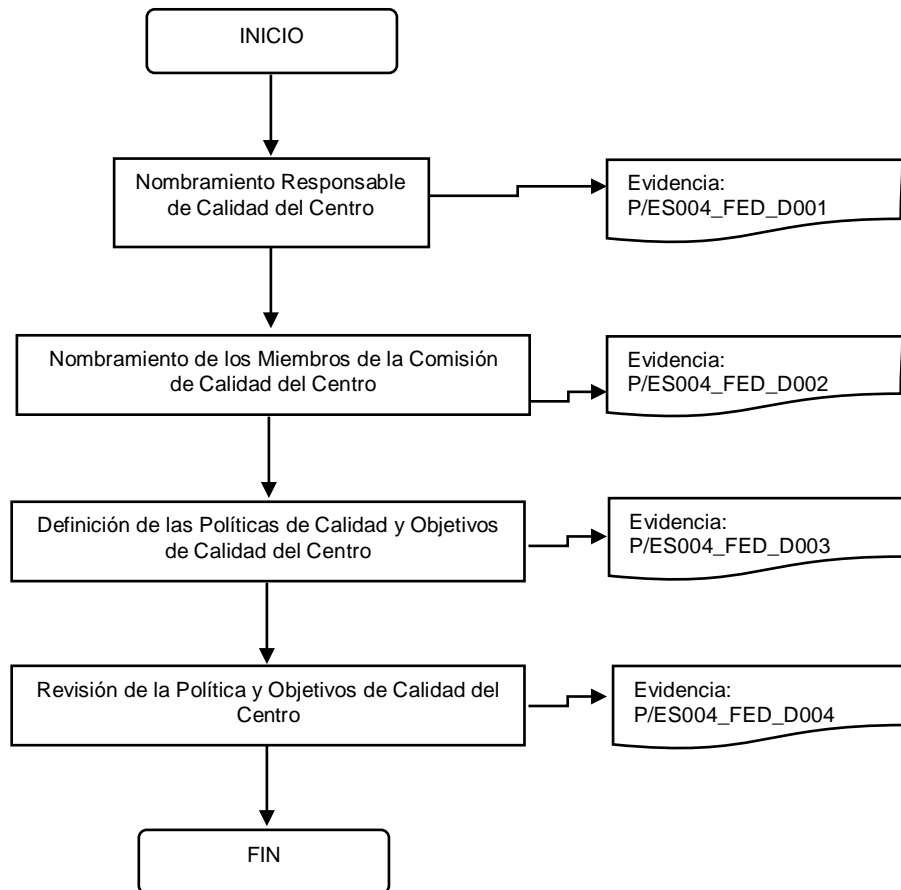 INICIO
Nombramiento Responsable
de Calidad del Centro
Evidencia:
P/ES004_FED_D001
Nombramiento de los Miembros de la Comisión
de Calidad del Centro
Evidencia:
P/ES004_FED_D002
Definición de las Políticas de Calidad y Objetivos
de Calidad del Centro
Evidencia:
P/ES004_FED_D003
Revisión de la Política y Objetivos de Calidad del
Centro
Evidencia:
P/ES004_FED_D004
FIN